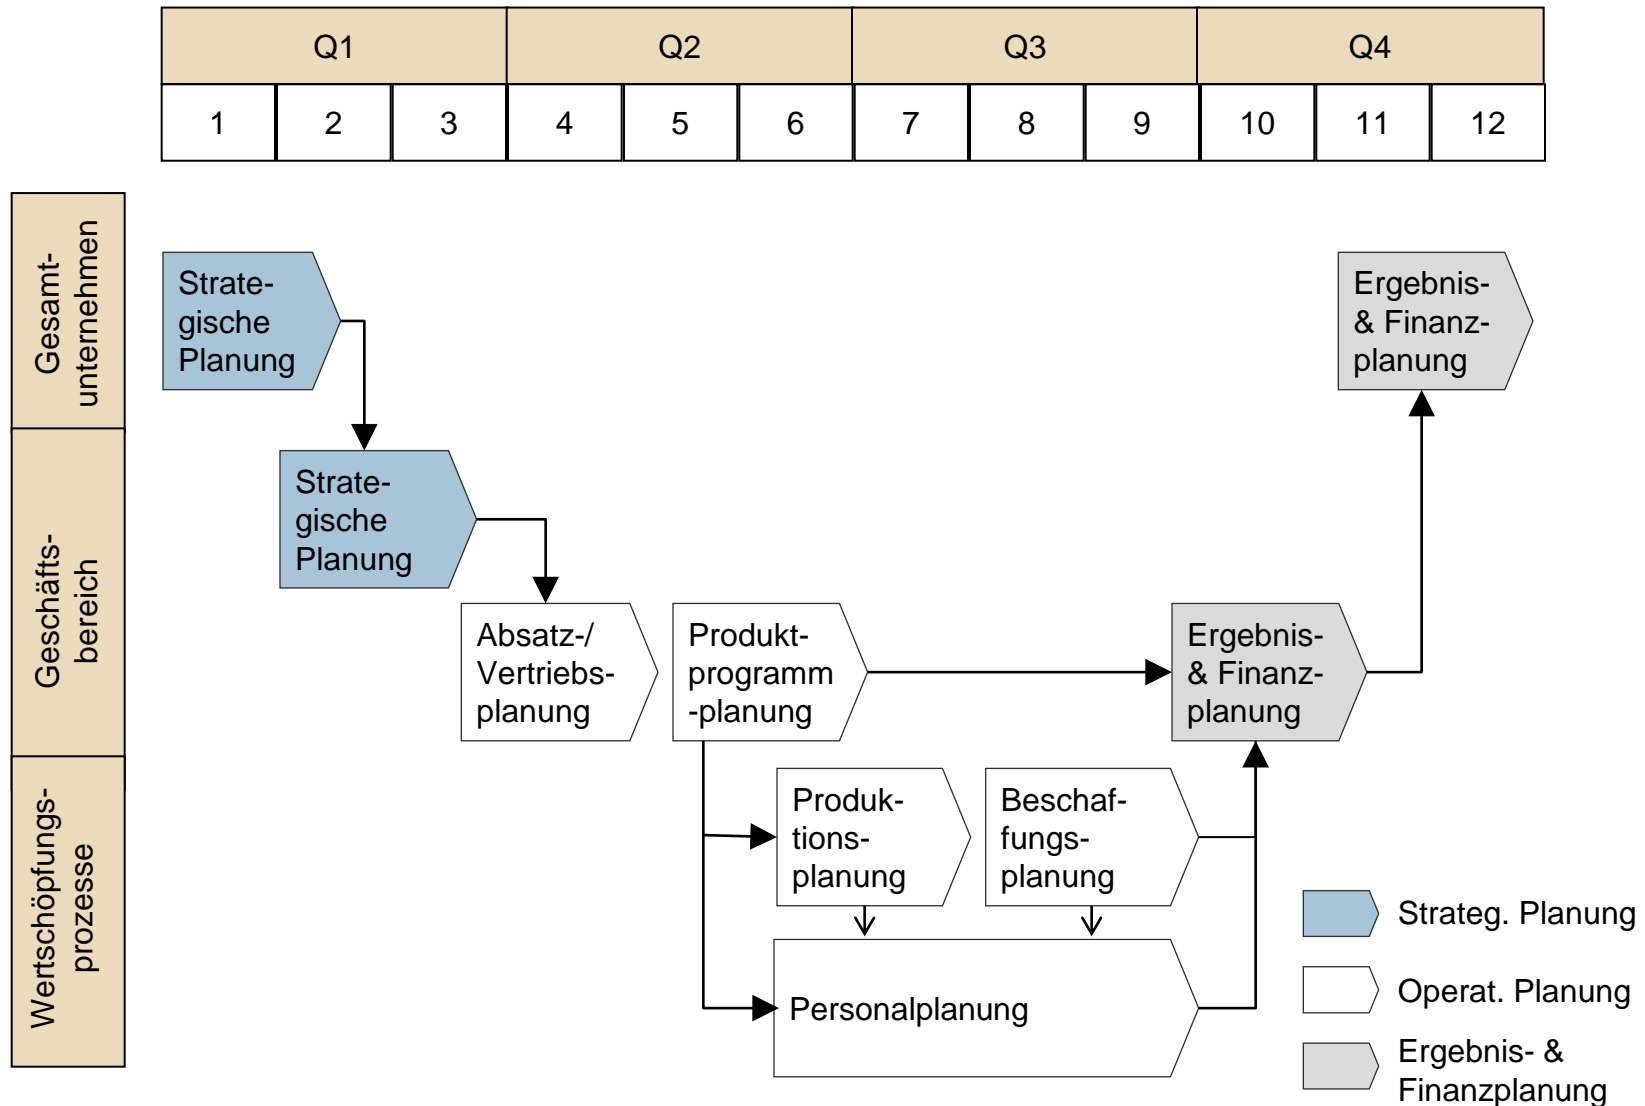 Q1
Q2
Q3
Q4
1
2
3
4
5
6
7
8
9
10
11
12
Gesamt-
unternehmen
Strate-
gische
Planung
Ergebnis-
& Finanz-
planung
Geschäfts-
bereich
Strate-
gische
Planung
Absatz-/
Vertriebs-
planung
Produkt-
programm
-planung
Ergebnis-
& Finanz-
planung
Wertschöpfungs-
prozesse
Produk-
tions-
planung
Beschaf-
fungs-
planung
Personalplanung
Strateg. Planung
Operat. Planung
Ergebnis- &
Finanzplanung